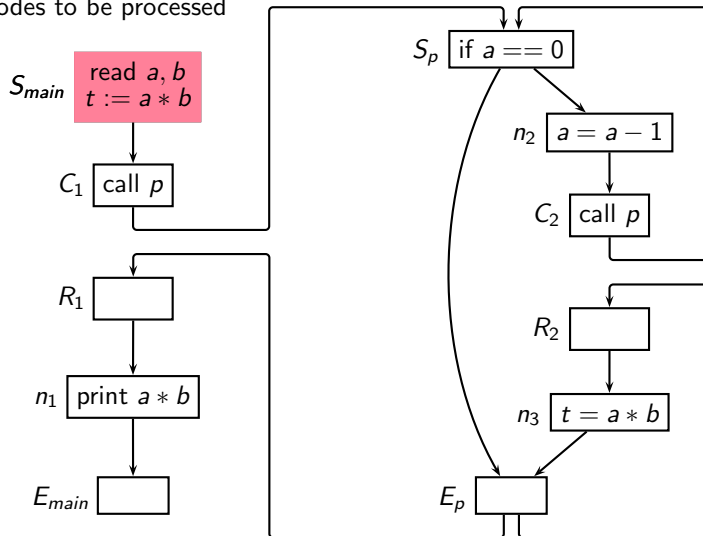 odes to be processed
S_main
read a, b
t := a ∗ b
C_1
call p
R_1
n_1
print a ∗ b
E_main
S_p
if a == 0
n_2
a = a − 1
C_2
call p
R_2
n_3
t = a ∗ b
E_p